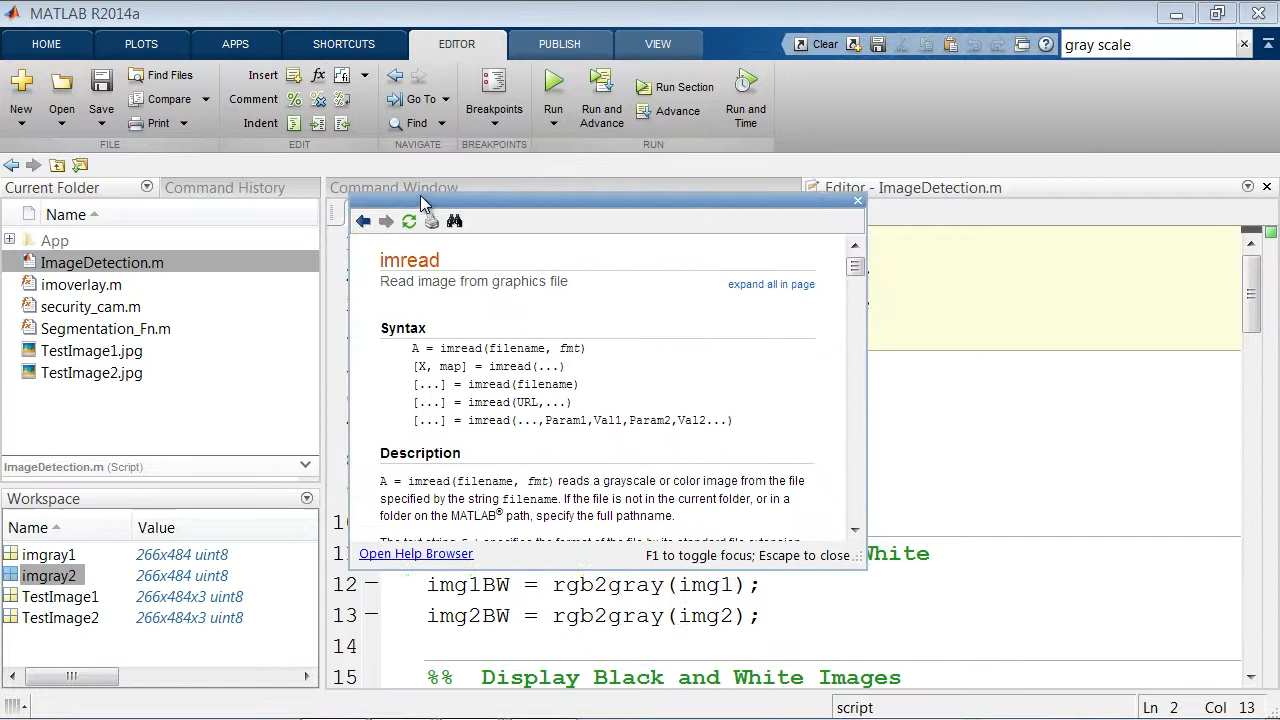 MATLAB R2014a
HOME PLOTS APPS SHORTCUTS EDITOR PUBLISH VIEW Clear gray scale
New Open Save Find Files Compare Print Insert Comment Indent Go To Find Breakpoints Run Run and Advance Run Section Advance Run and Time
FILE EDIT NAVIGATE BREAKPOINTS RUN
Current Folder Command History Command Window Editor - ImageDetection.m
Name
App
ImageDetection.m
imoverlay.m
security_cam.m
Segmentation_Fn.m
TestImage1.jpg
TestImage2.jpg
ImageDetection.m (Script)
Workspace
Name Value
imgray1 266x484 uint8
imgray2 266x484 uint8
TestImage1 266x484x3 uint8
TestImage2 266x484x3 uint8
imread
Read image from graphics file
expand all in page
Syntax
A = imread(filename, fmt)
[X, map] = imread(...)
[...] = imread(filename)
[...] = imread(URL,...)
[...] = imread(...,Param1,Val1,Param2,Val2...)
Description
A = imread(filename, fmt) reads a grayscale or color image from the file
specified by the string filename. If the file is not in the current folder, or in a
folder on the MATLAB® path, specify the full pathname.
Open Help Browser F1 to toggle focus; Escape to close
White
12 img1BW = rgb2gray(img1);
13 img2BW = rgb2gray(img2);
14
15 %% Display Black and White Images
script Ln 2 Col 13